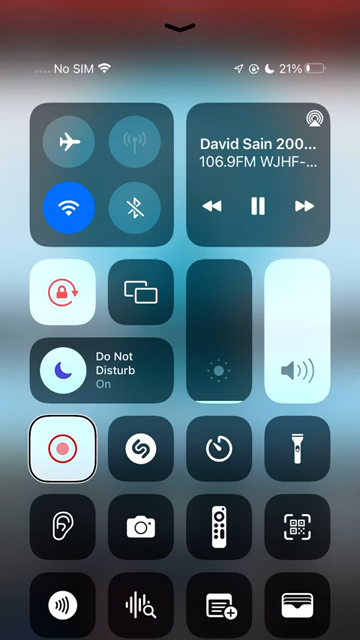 No SIM
21%
David Sain 200...
106.9FM WJHF-...
Do Not
Disturb
On